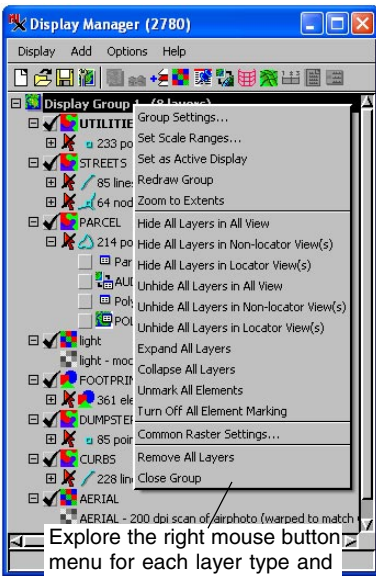 Display Manager (2780)
Display Add Options Help
Display Group 1 (8 layers)
UTILITIE
233 po
STREETS
85 line
64 nod
PARCEL
214 po
Par
AUD
Poly
POL
light
light - moc
FOOTPRIN
361 ele
DUMPSTER
85 poin
CURBS
228 lin
AERIAL
AERIAL - 200 dpi scan of airphoto (warped to match
Group Settings...
Set Scale Ranges...
Set as Active Display
Redraw Group
Zoom to Extents
Hide All Layers in All View
Hide All Layers in Non-locator View(s)
Hide All Layers in Locator View(s)
Unhide All Layers in All View
Unhide All Layers in Non-locator View(s)
Unhide All Layers in Locator View(s)
Expand All Layers
Collapse All Layers
Unmark All Elements
Turn Off All Element Marking
Common Raster Settings...
Remove All Layers
Close Group
Explore the right mouse button
menu for each layer type and